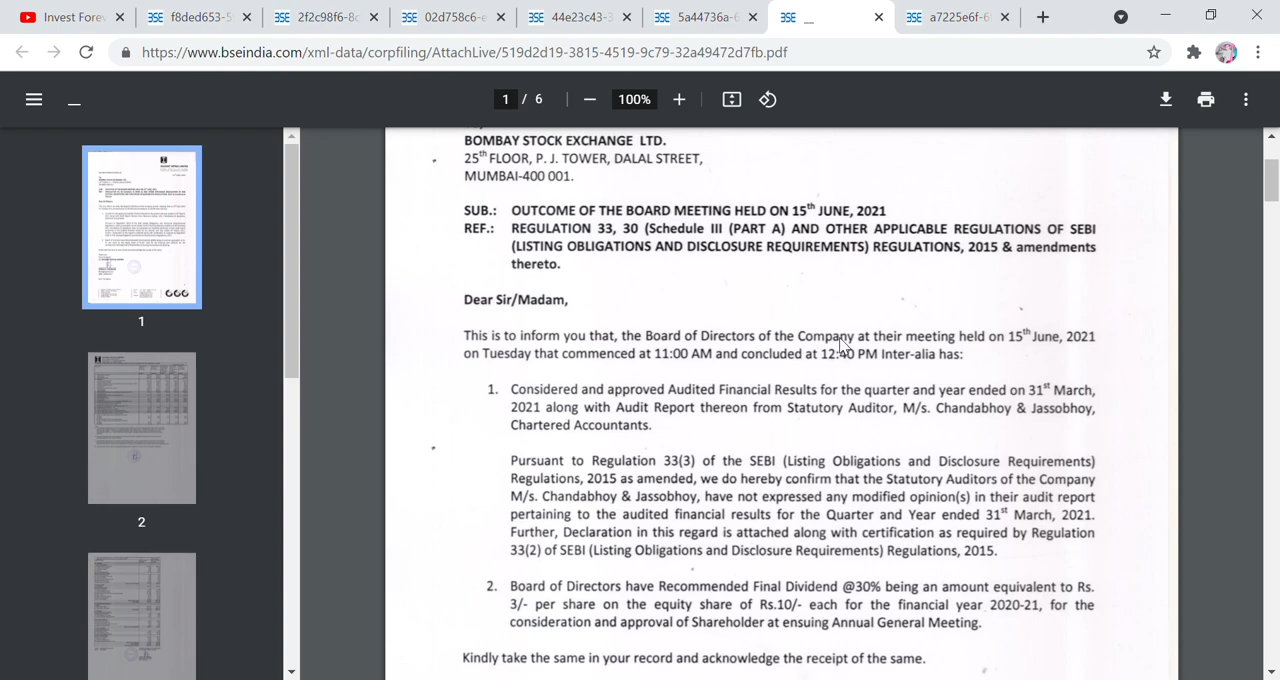 Invest Fore
f8ded653-5
2f2c98f6-8c
02d758c6-e
44e23c43-3
5a44736a-6
__
a7225e6f-6
https://www.bseindia.com/xml-data/corpfiling/AttachLive/519d2d19-3815-4519-9c79-32a49472d7fb.pdf
_
1 / 6
100%
BOMBAY STOCK EXCHANGE LTD.
25th FLOOR, P. J. TOWER, DALAL STREET,
MUMBAI-400 001.
SUB.: OUTCOME OF THE BOARD MEETING HELD ON 15th JUNE, 2021
REF.: REGULATION 33, 30 (Schedule III (PART A) AND OTHER APPLICABLE REGULATIONS OF SEBI
(LISTING OBLIGATIONS AND DISCLOSURE REQUIREMENTS) REGULATIONS, 2015 & amendments
thereto.
Dear Sir/Madam,
This is to inform you that, the Board of Directors of the Company at their meeting held on 15th June, 2021
on Tuesday that commenced at 11:00 AM and concluded at 12:40 PM Inter-alia has:
1. Considered and approved Audited Financial Results for the quarter and year ended on 31st March,
2021 along with Audit Report thereon from Statutory Auditor, M/s. Chandabhoy & Jassobhoy,
Chartered Accountants.
Pursuant to Regulation 33(3) of the SEBI (Listing Obligations and Disclosure Requirements)
Regulations, 2015 as amended, we do hereby confirm that the Statutory Auditors of the Company
M/s. Chandabhoy & Jassobhoy, have not expressed any modified opinion(s) in their audit report
pertaining to the audited financial results for the Quarter and Year ended 31st March, 2021.
Further, Declaration in this regard is attached along with certification as required by Regulation
33(2) of SEBI (Listing Obligations and Disclosure Requirements) Regulations, 2015.
2. Board of Directors have Recommended Final Dividend @30% being an amount equivalent to Rs.
3/- per share on the equity share of Rs.10/- each for the financial year 2020-21, for the
consideration and approval of Shareholder at ensuing Annual General Meeting.
Kindly take the same in your record and acknowledge the receipt of the same.
1
2